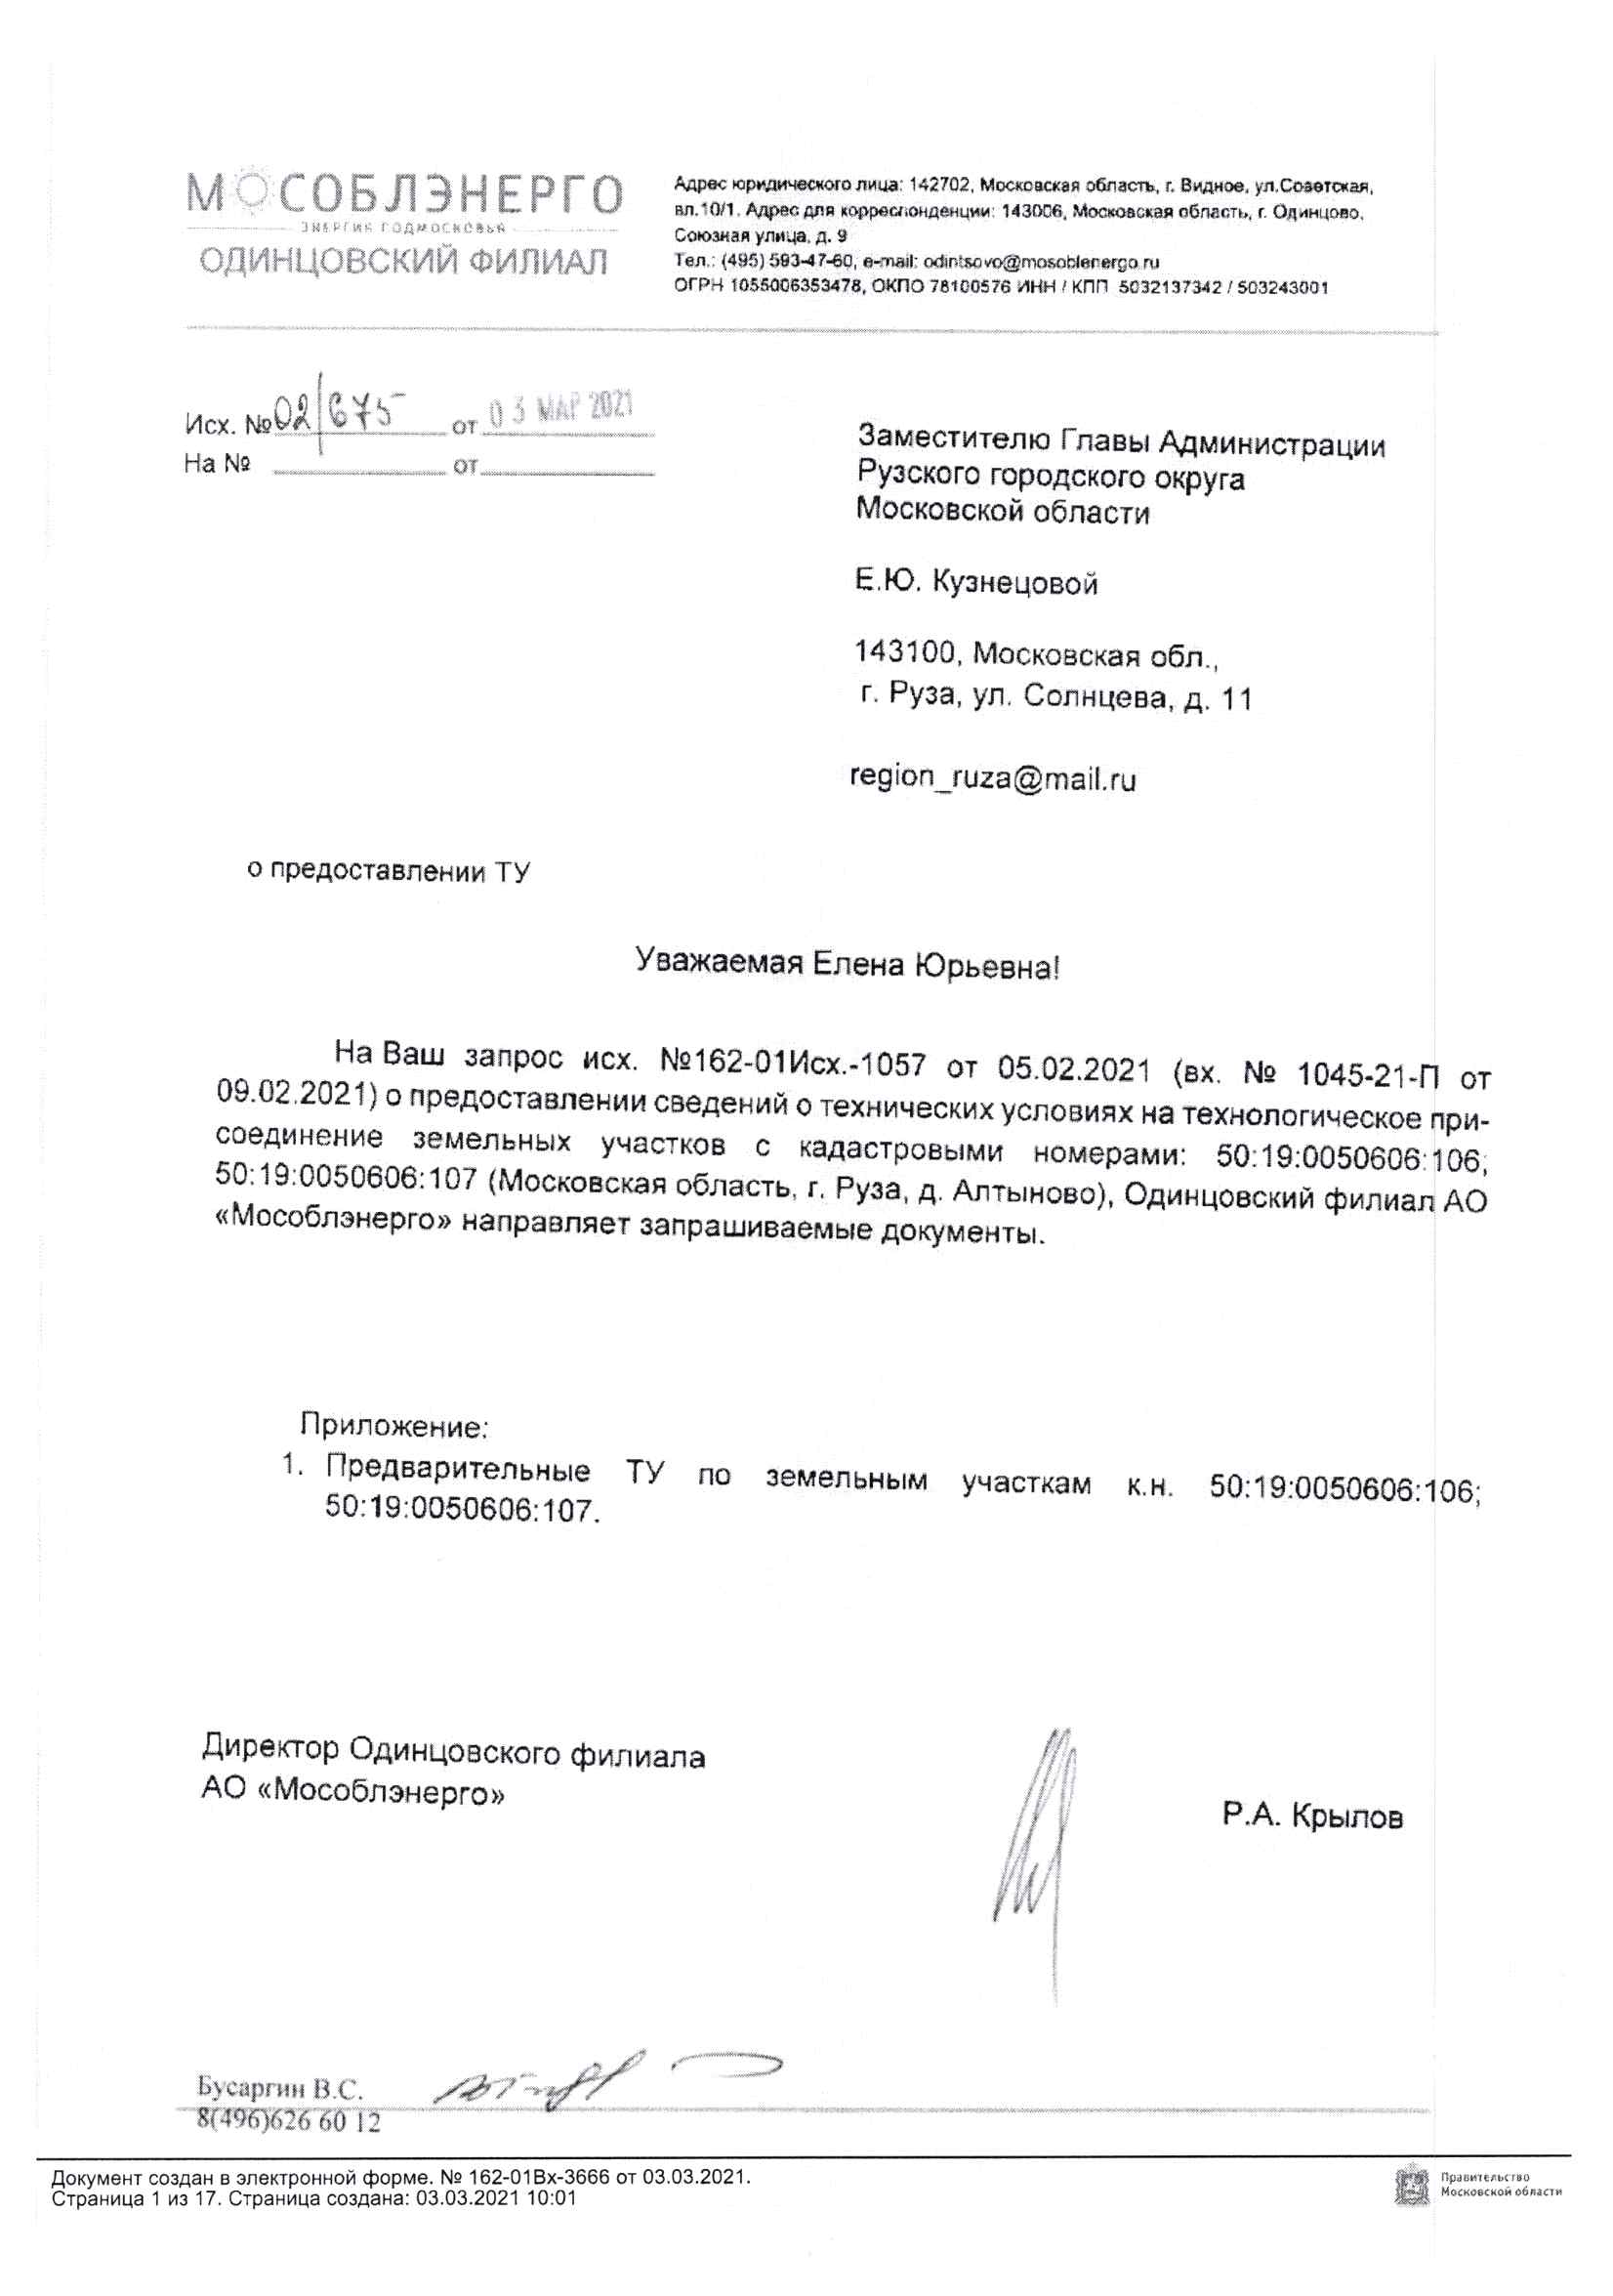 МОСОБЛЭНЕРГО
ЭНЕРГИЯ ПОДМОСКОВЬЯ
ОДИНЦОВСКИЙ ФИЛИАЛ
Адрес юридического лица: 142702, Московская область, г. Видное, ул.Советская,
вл.10/1. Адрес для корреспонденции: 143006, Московская область, г. Одинцово,
Союзная улица, д. 9
Тел.: (495) 593-47-60, e-mail: odintsovo@mosoblenergo.ru
ОГРН 1055006353478, ОКПО 78100576 ИНН / КПП 5032137342 / 503243001
Исх. № 02/675 от 03 МАР 2021
На № от
Заместителю Главы Администрации
Рузского городского округа
Московской области
Е.Ю. Кузнецовой
143100, Московская обл.,
г. Руза, ул. Солнцева, д. 11
region_ruza@mail.ru
о предоставлении ТУ
Уважаемая Елена Юрьевна!
На Ваш запрос исх. №162-01Исх.-1057 от 05.02.2021 (вх. № 1045-21-П от
09.02.2021) о предоставлении сведений о технических условиях на технологическое при-
соединение земельных участков с кадастровыми номерами: 50:19:0050606:106;
50:19:0050606:107 (Московская область, г. Руза, д. Алтыново), Одинцовский филиал АО
«Мособлэнерго» направляет запрашиваемые документы.
Приложение:
1. Предварительные ТУ по земельным участкам к.н. 50:19:0050606:106;
50:19:0050606:107.
Директор Одинцовского филиала
АО «Мособлэнерго»
Р.А. Крылов
Бусаргин В.С.
8(496)626 60 12
Документ создан в электронной форме. № 162-01Вх-3666 от 03.03.2021.
Страница 1 из 17. Страница создана: 03.03.2021 10:01
Правительство
Московской области